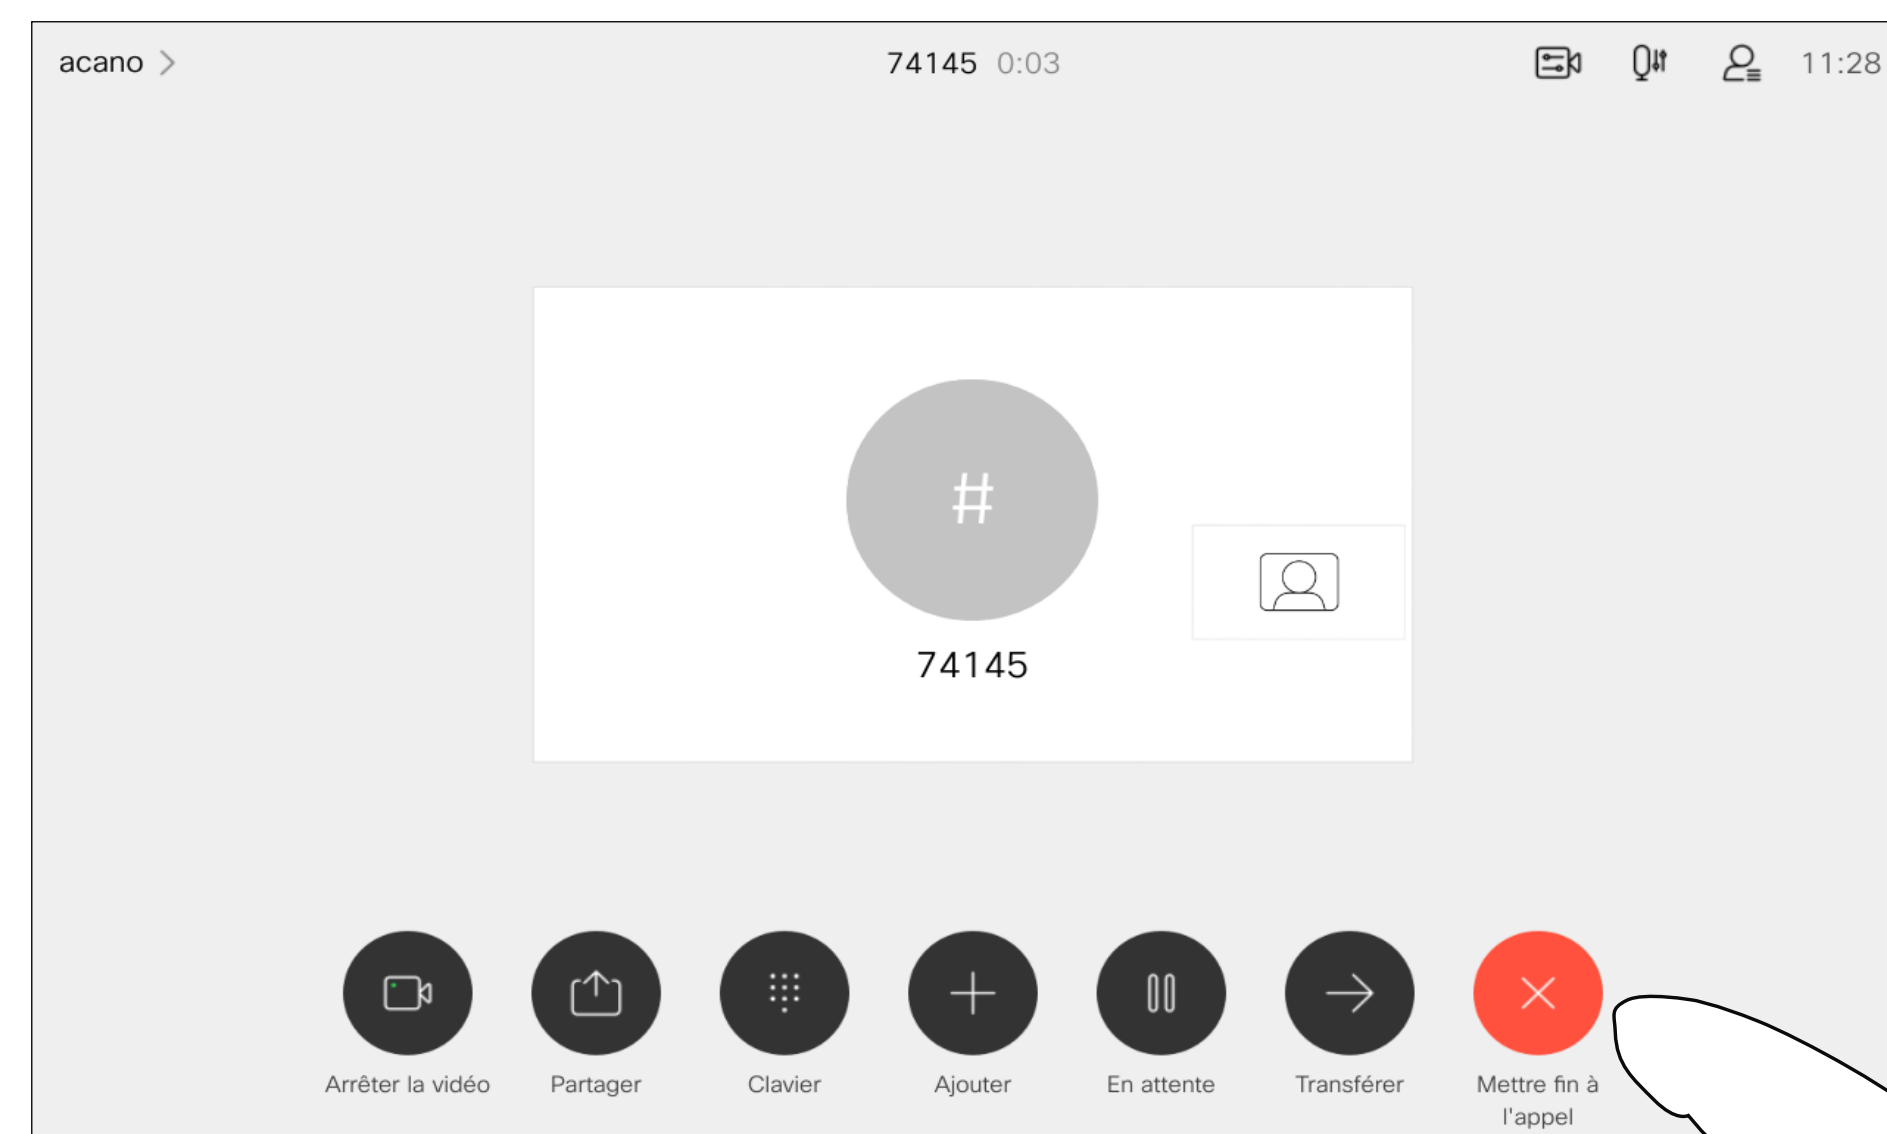 acano
74145 0:03
11:28
#
74145
Arrêter la vidéo
Partager
Clavier
Ajouter
En attente
Transférer
Mettre fin à
l'appel